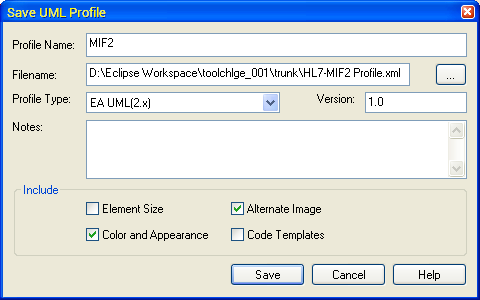 Save UML Profile
Profile Name: MIF2
Filename: D:\Eclipse Workspace\toolchlge_001\trunk\HL7-MIF2 Profile.xml ...
Profile Type: EA UML(2.x) Version: 1.0
Notes:
Include
Element Size Alternate Image
Color and Appearance Code Templates
Save Cancel Help